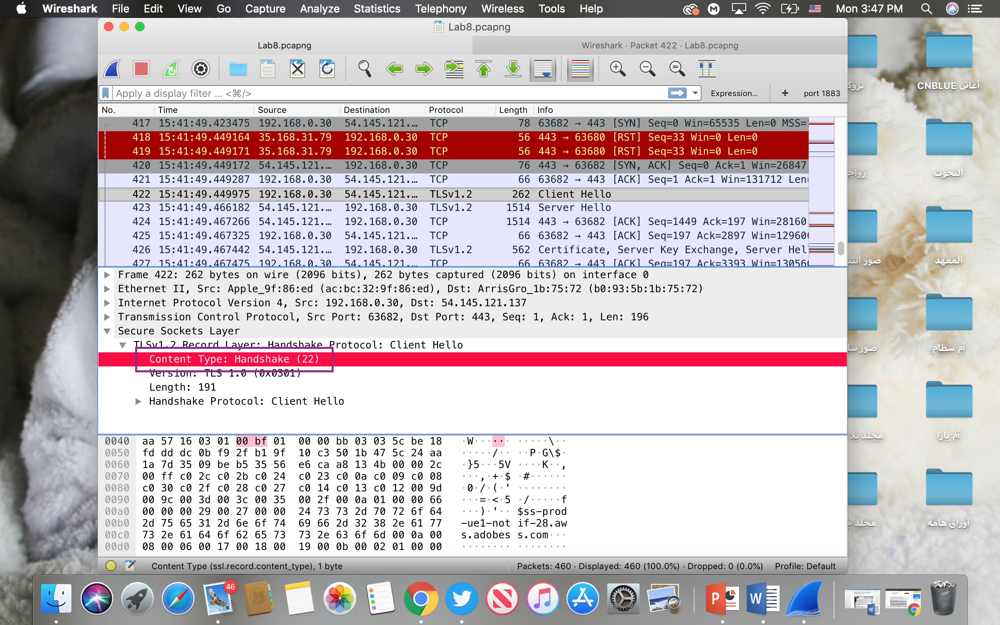 Wireshark File Edit View Go Capture Analyze Statistics Telephony Wireless Tools Help Mon 3:47 PM
Lab8.pcapng
Lab8.pcapng Wireshark · Packet 422 · Lab8.pcapng
Apply a display filter ... <⌘/> Expression... + port 1883
No. Time Source Destination Protocol Length Info
417 15:41:49.423475 192.168.0.30 54.145.121.… TCP 78 63682 → 443 [SYN] Seq=0 Win=65535 Len=0 MSS=
418 15:41:49.449164 35.168.31.79 192.168.0.30 TCP 56 443 → 63680 [RST] Seq=33 Win=0 Len=0
419 15:41:49.449171 35.168.31.79 192.168.0.30 TCP 56 443 → 63680 [RST] Seq=33 Win=0 Len=0
420 15:41:49.449172 54.145.121.… 192.168.0.30 TCP 76 443 → 63682 [SYN, ACK] Seq=0 Ack=1 Win=26847
421 15:41:49.449287 192.168.0.30 54.145.121.… TCP 66 63682 → 443 [ACK] Seq=1 Ack=1 Win=131712 Len=
422 15:41:49.449975 192.168.0.30 54.145.121.… TLSv1.2 262 Client Hello
423 15:41:49.466182 54.145.121.… 192.168.0.30 TLSv1.2 1514 Server Hello
424 15:41:49.467266 54.145.121.… 192.168.0.30 TCP 1514 443 → 63682 [ACK] Seq=1449 Ack=197 Win=28160
425 15:41:49.467325 192.168.0.30 54.145.121.… TCP 66 63682 → 443 [ACK] Seq=197 Ack=2897 Win=12960
426 15:41:49.467442 54.145.121.… 192.168.0.30 TLSv1.2 562 Certificate, Server Key Exchange, Server Hel
427 15:41:49.467475 192.168.0.30 54.145.121.… TCP 66 63682 → 443 [ACK] Seq=197 Ack=3393 Win=13056
Frame 422: 262 bytes on wire (2096 bits), 262 bytes captured (2096 bits) on interface 0
Ethernet II, Src: Apple_9f:86:ed (ac:bc:32:9f:86:ed), Dst: ArrisGro_1b:75:72 (b0:93:5b:1b:75:72)
Internet Protocol Version 4, Src: 192.168.0.30, Dst: 54.145.121.137
Transmission Control Protocol, Src Port: 63682, Dst Port: 443, Seq: 1, Ack: 1, Len: 196
Secure Sockets Layer
TLSv1.2 Record Layer: Handshake Protocol: Client Hello
Content Type: Handshake (22)
Version: TLS 1.0 (0x0301)
Length: 191
Handshake Protocol: Client Hello
0040 aa 57 16 03 01 00 bf 01 00 00 bb 03 03 5c be 18 ·W······ ·····\··
0050 fd dd dc 0b f9 2f b1 9f 10 c3 50 1b 47 5c 24 aa ·····/·· ··P·G\$·
0060 1a 7d 35 09 be b5 35 56 e6 ca a8 13 4b 00 00 2c ·}5···5V ····K··,
0070 00 ff c0 2c c0 2b c0 24 c0 23 c0 0a c0 09 c0 08 ···,·+·$ ·#······
0080 c0 30 c0 2f c0 28 c0 27 c0 14 c0 13 c0 12 00 9d ·0·/·(·' ········
0090 00 9c 00 3d 00 3c 00 35 00 2f 00 0a 01 00 00 66 ···=·<·5 ·/·····f
00a0 00 00 00 29 00 27 00 00 24 73 73 2d 70 72 6f 64 ···)·'·· $ss-prod
00b0 2d 75 65 31 2d 6e 6f 74 69 66 2d 32 38 2e 61 77 -ue1-not if-28.aw
00c0 73 2e 61 64 6f 62 65 73 73 2e 63 6f 6d 00 0a 00 s.adobes s.com···
00d0 08 00 06 00 17 00 18 00 19 00 0b 00 02 01 00 00 ········ ········
Content Type (ssl.record.content_type), 1 byte Packets: 460 · Displayed: 460 (100.0%) · Dropped: 0 (0.0%) Profile: Default
أغاني CNBLUE
زواج
البحوث
صور التن
المعهد
صور سل
أم سطام
مجلد بلا
أم يارا
مجلد ج
أوراق هامه
46